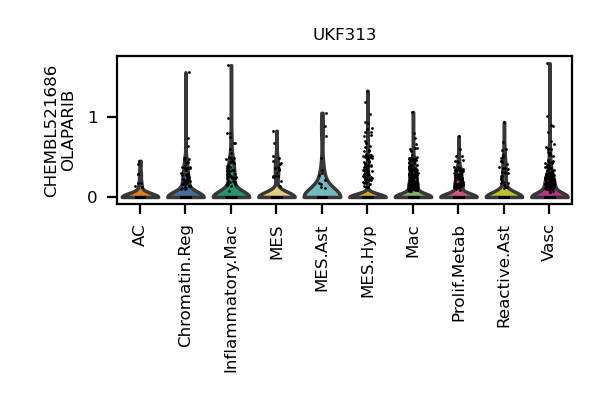 UKF313
CHEMBL521686
OLAPARIB
1
0
AC
Chromatin.Reg
Inflammatory.Mac
MES
MES.Ast
MES.Hyp
Mac
Prolif.Metab
Reactive.Ast
Vasc